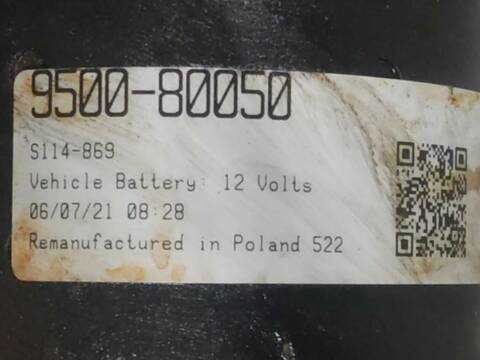 9500-80050
S114-869
Vehicle Battery: 12 Volts
06/07/21 08:28
Remanufactured in Poland 522